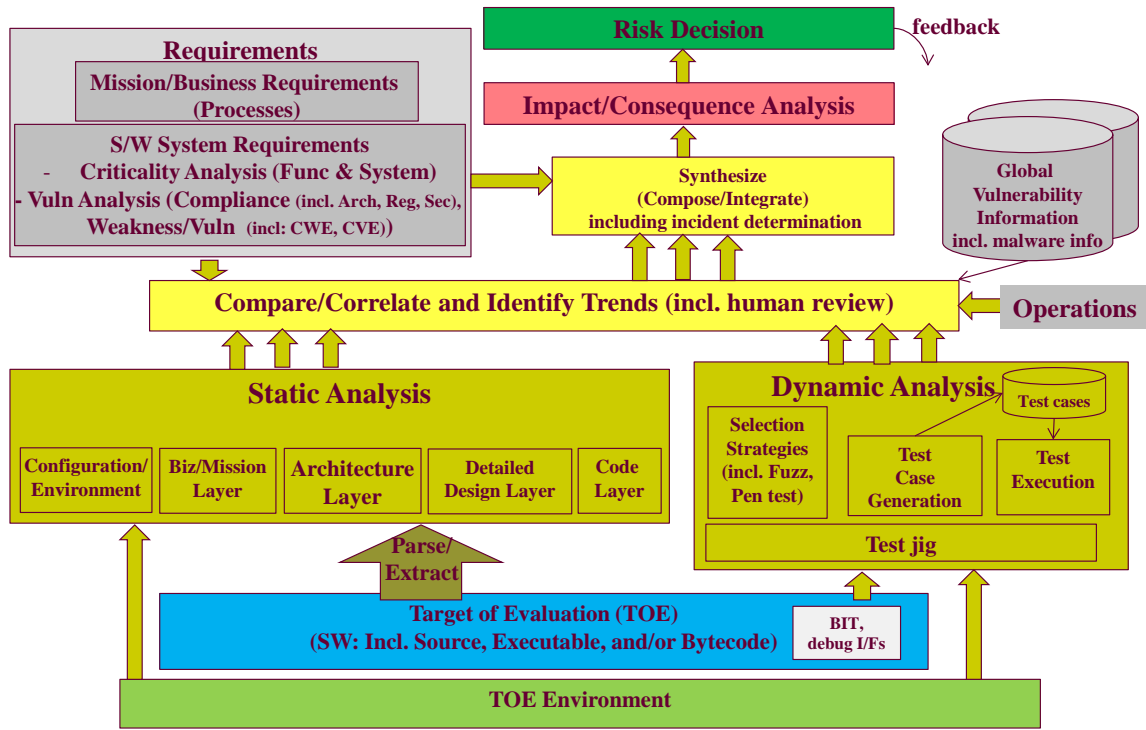 Risk Decision
feedback
Requirements
Mission/Business Requirements
(Processes)
S/W System Requirements
- Criticality Analysis (Func & System)
- Vuln Analysis (Compliance (incl. Arch, Reg, Sec),
Weakness/Vuln (incl: CWE, CVE))
Impact/Consequence Analysis
Synthesize
(Compose/Integrate)
including incident determination
Global
Vulnerability
Information
incl. malware info
Compare/Correlate and Identify Trends (incl. human review)
Operations
Static Analysis
Configuration/
Environment
Biz/Mission
Layer
Architecture
Layer
Detailed
Design Layer
Code
Layer
Dynamic Analysis
Test cases
Selection
Strategies
(incl. Fuzz,
Pen test)
Test
Case
Generation
Test
Execution
Test jig
Parse/
Extract
Target of Evaluation (TOE)
(SW: Incl. Source, Executable, and/or Bytecode)
BIT,
debug I/Fs
TOE Environment